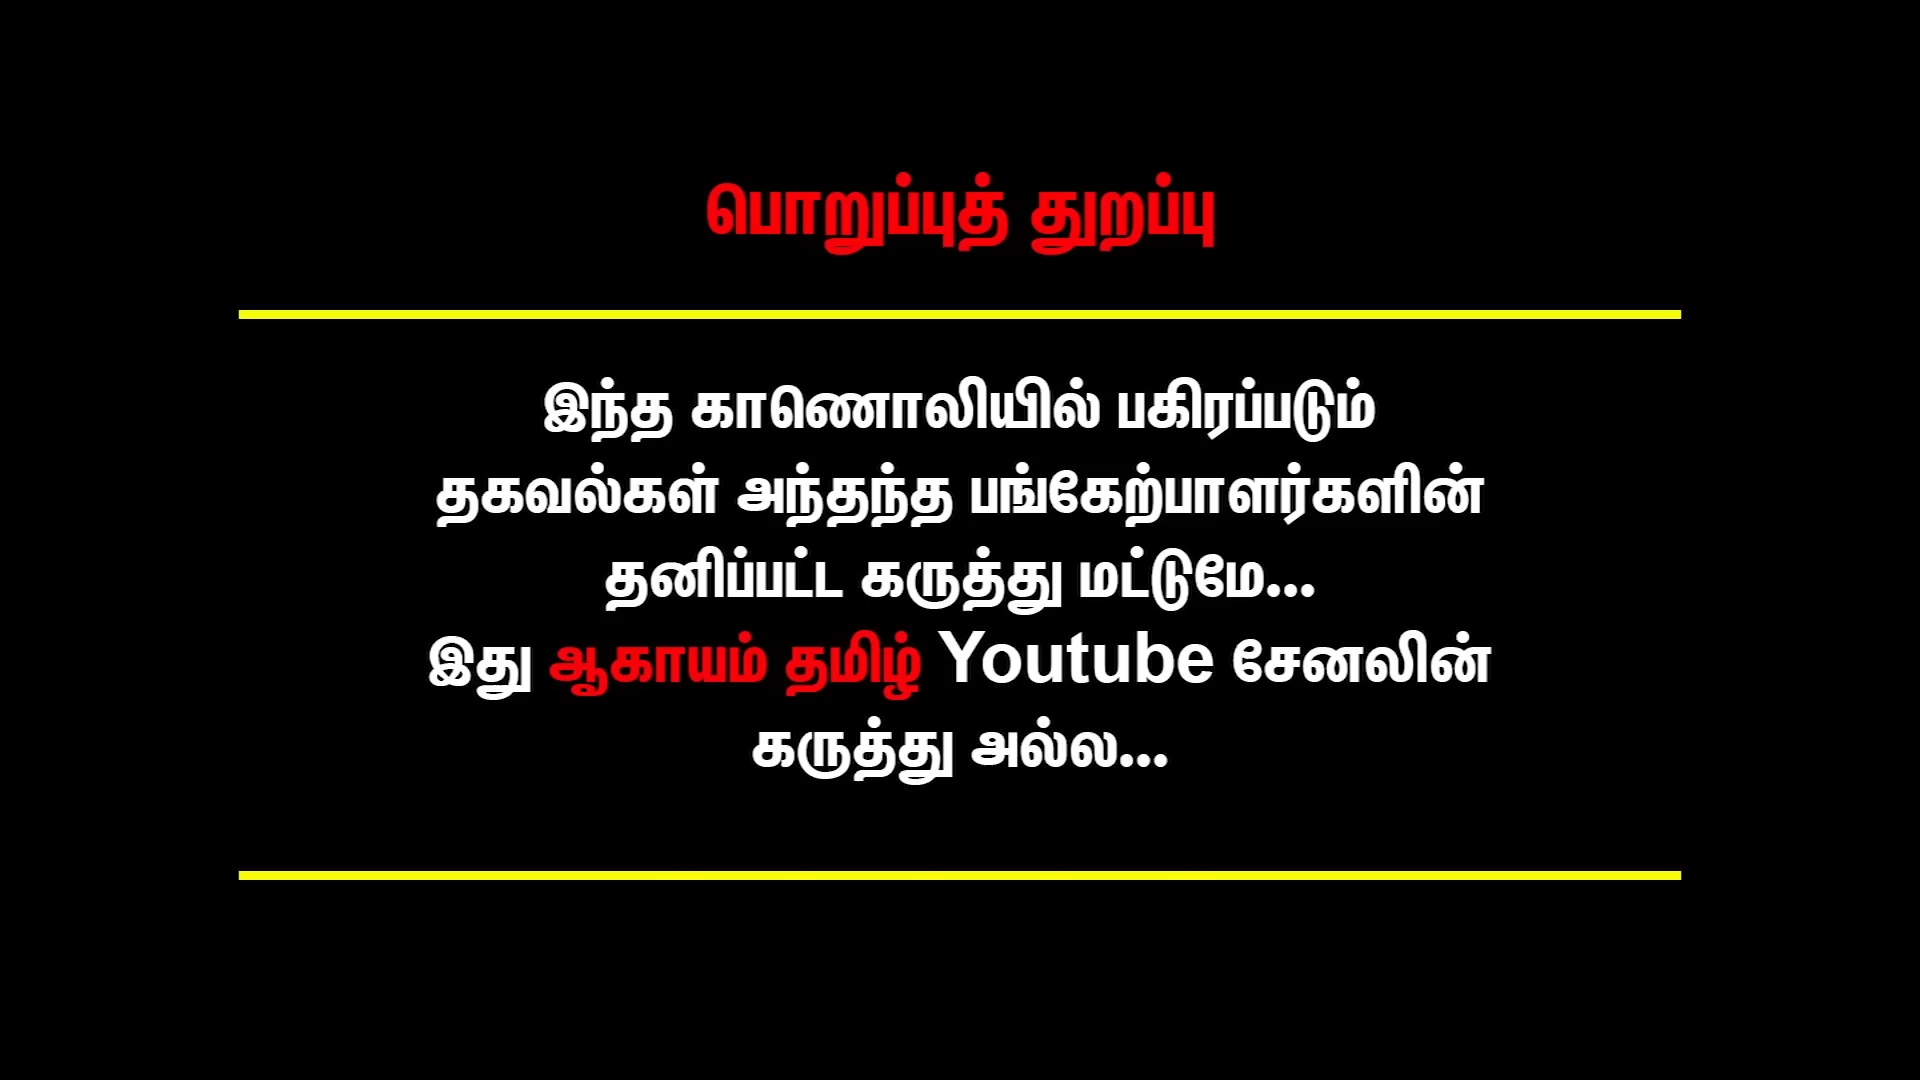 பொறுப்புத் துறப்பு
இந்த காணொலியில் பகிரப்படும்
தகவல்கள் அந்தந்த பங்கேற்பாளர்களின்
தனிப்பட்ட கருத்து மட்டுமே...
இது ஆகாயம் தமிழ் Youtube சேனலின்
கருத்து அல்ல...